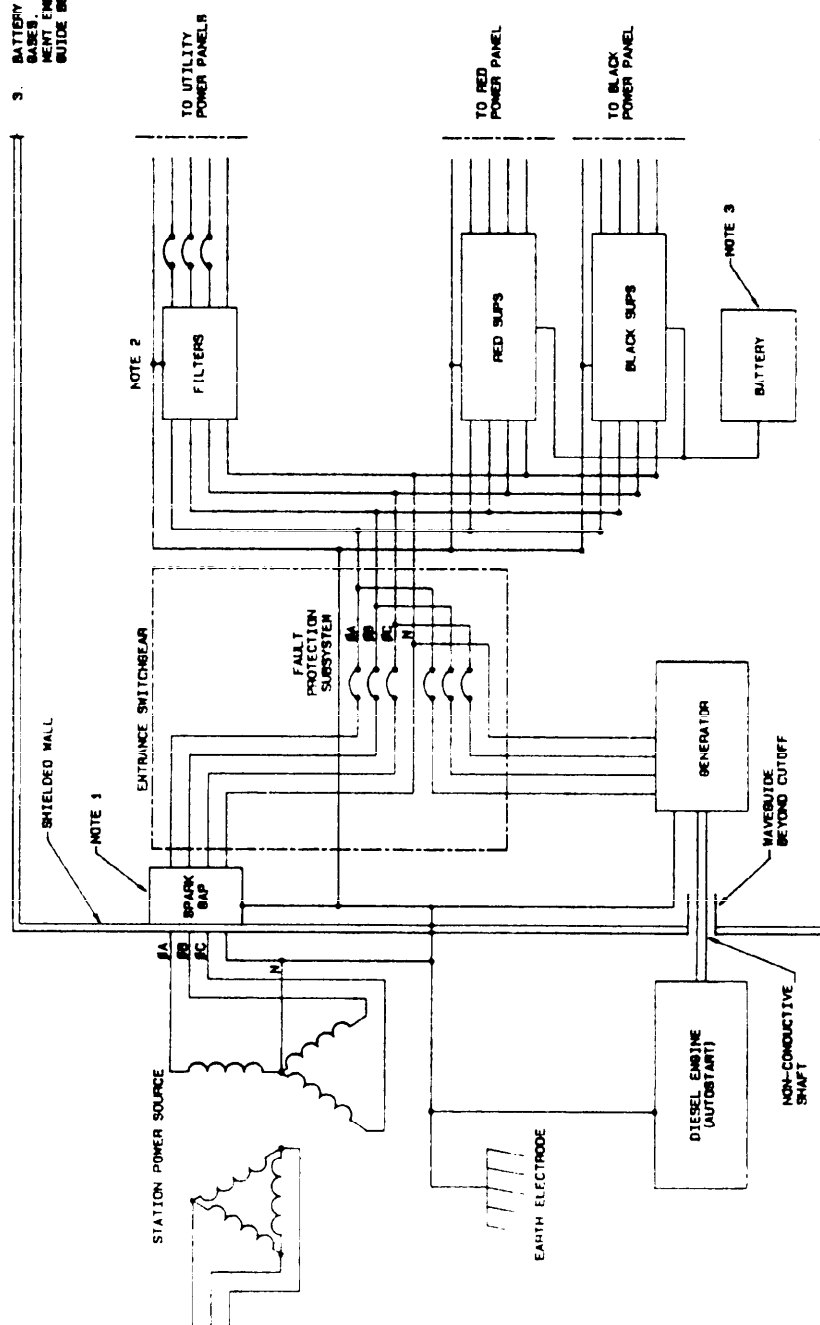 3. BATTERY
GASES.
MENT
GUIDE
TO UTILITY
POWER PANELS
TO RED
POWER PANEL
TO BLACK
POWER PANEL
NOTE 2
FILTERS
RED SUPS
BLACK SUPS
BATTERY
NOTE 3
SHIELDED WALL
NOTE 1
ENTRANCE SWITCHGEAR
FAULT
PROTECTION
SUBSYSTEM
ØA
ØB
ØC
N
SPARK
GAP
GENERATOR
WAVEGUIDE
BEYOND CUTOFF
ØA
ØB
ØC
N
STATION POWER SOURCE
EARTH ELECTRODE
DIESEL ENGINE
(AUTOSTART)
NON-CONDUCTIVE
SHAFT